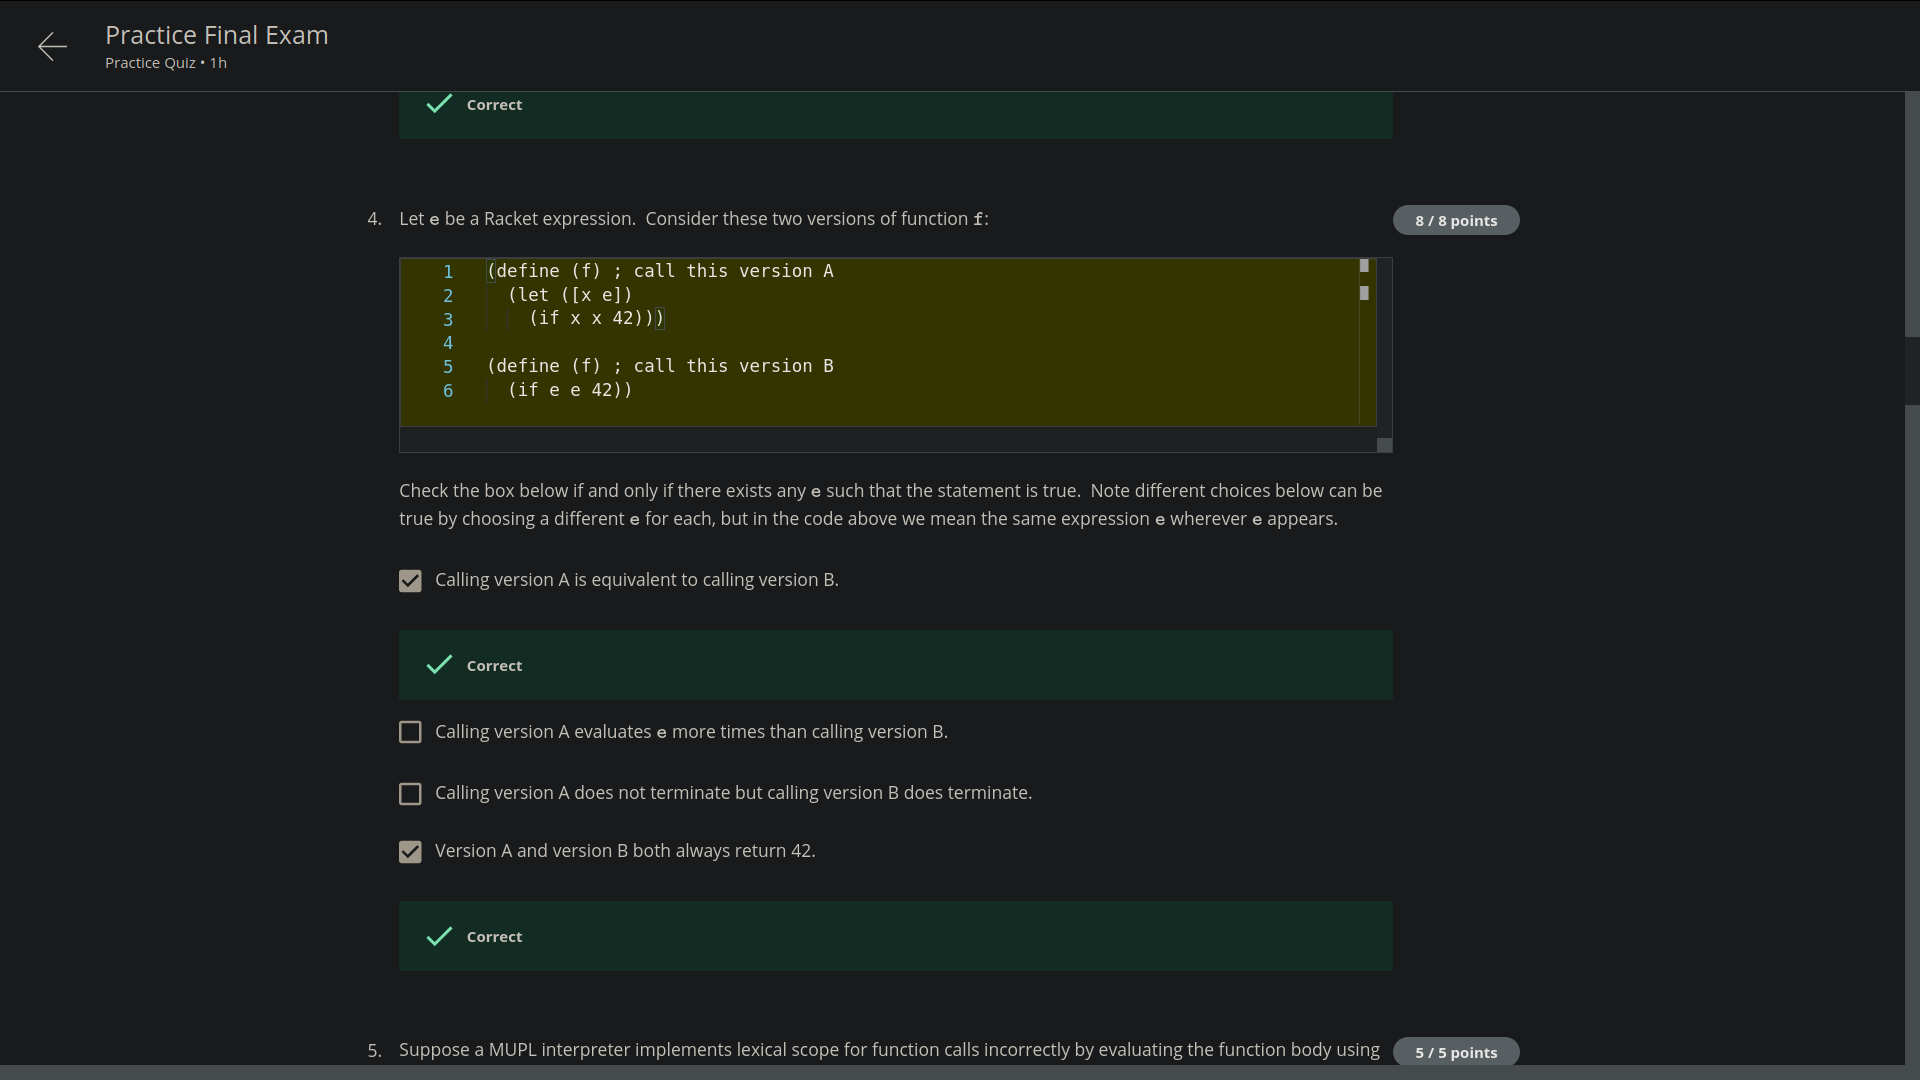 Practice Final Exam
Practice Quiz • 1h
Correct
4. Let e be a Racket expression.  Consider these two versions of function f:
8 / 8 points
1 (define (f) ; call this version A
2   (let ([x e])
3     (if x x 42)))
4
5 (define (f) ; call this version B
6   (if e e 42))
Check the box below if and only if there exists any e such that the statement is true.  Note different choices below can be
true by choosing a different e for each, but in the code above we mean the same expression e wherever e appears.
Calling version A is equivalent to calling version B.
Correct
Calling version A evaluates e more times than calling version B.
Calling version A does not terminate but calling version B does terminate.
Version A and version B both always return 42.
Correct
5. Suppose a MUPL interpreter implements lexical scope for function calls incorrectly by evaluating the function body using
5 / 5 points